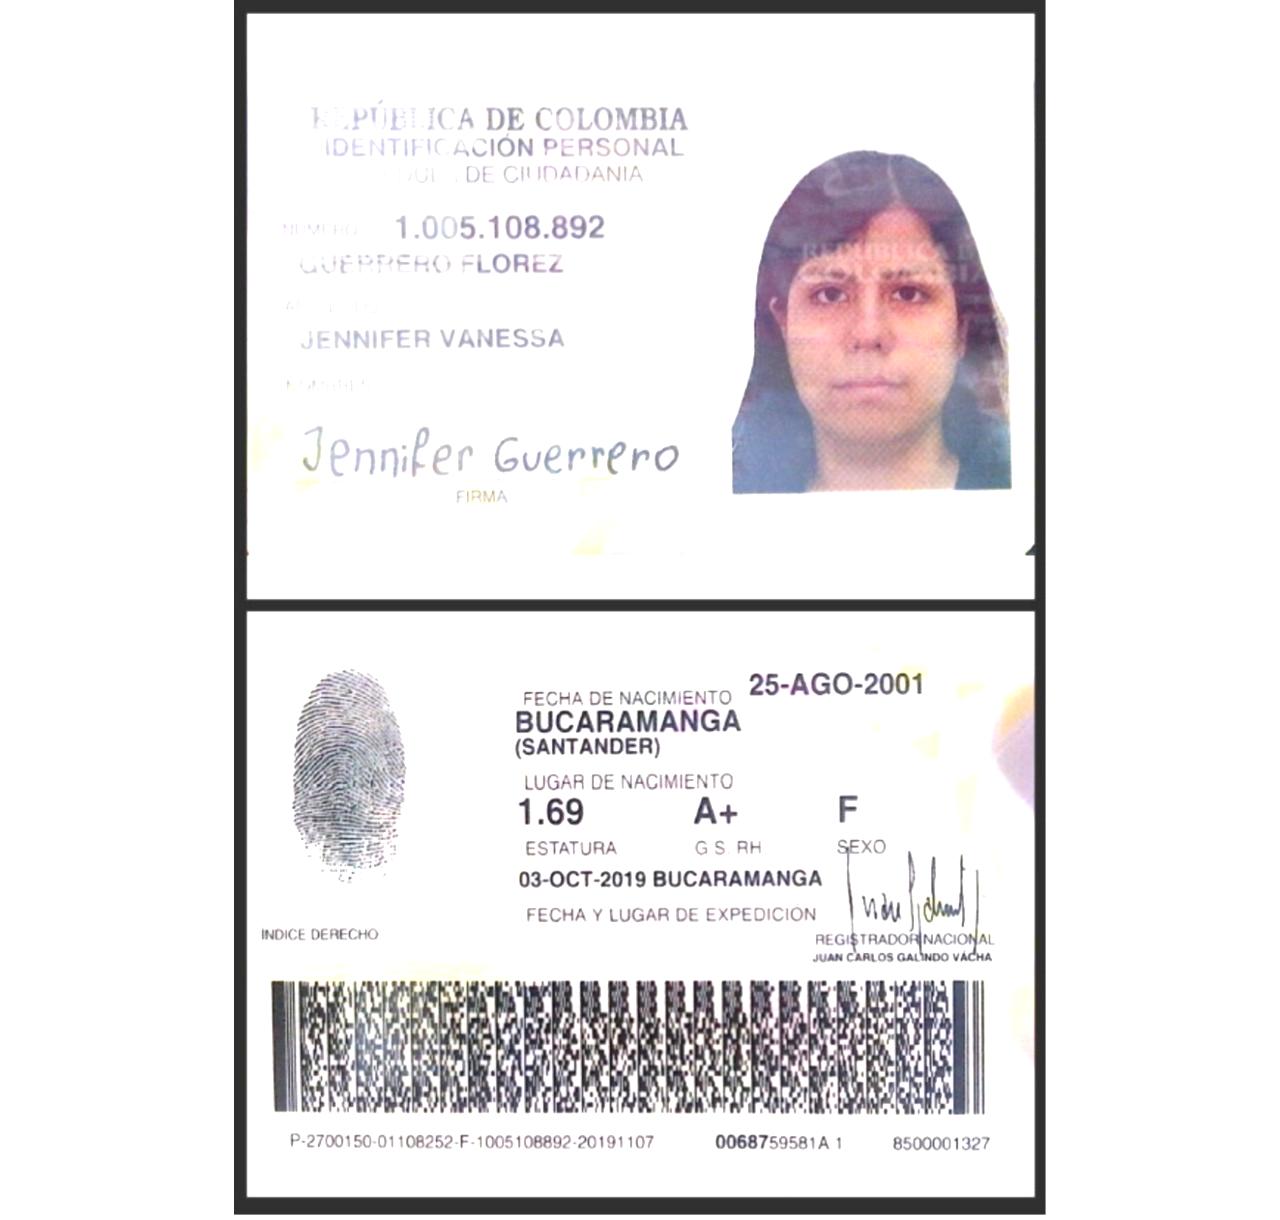 REPÚBLICA DE COLOMBIA
IDENTIFICACIÓN PERSONAL
DE CIUDADANIA
NUMERO 1.005.108.892
GUERRERO FLOREZ
JENNIFER VANESSA
NOMBRES
Jennifer Guerrero
FIRMA
REPUBLICA
FECHA DE NACIMIENTO 25-AGO-2001
BUCARAMANGA
(SANTANDER)
LUGAR DE NACIMIENTO
1.69 A+ F
ESTATURA G.S. RH SEXO
03-OCT-2019 BUCARAMANGA
FECHA Y LUGAR DE EXPEDICION
INDICE DERECHO
REGISTRADOR NACIONAL
JUAN CARLOS GALINDO VÁCHA
P-2700150-01108252-F-1005108892-20191107 0068759581A 1 8500001327